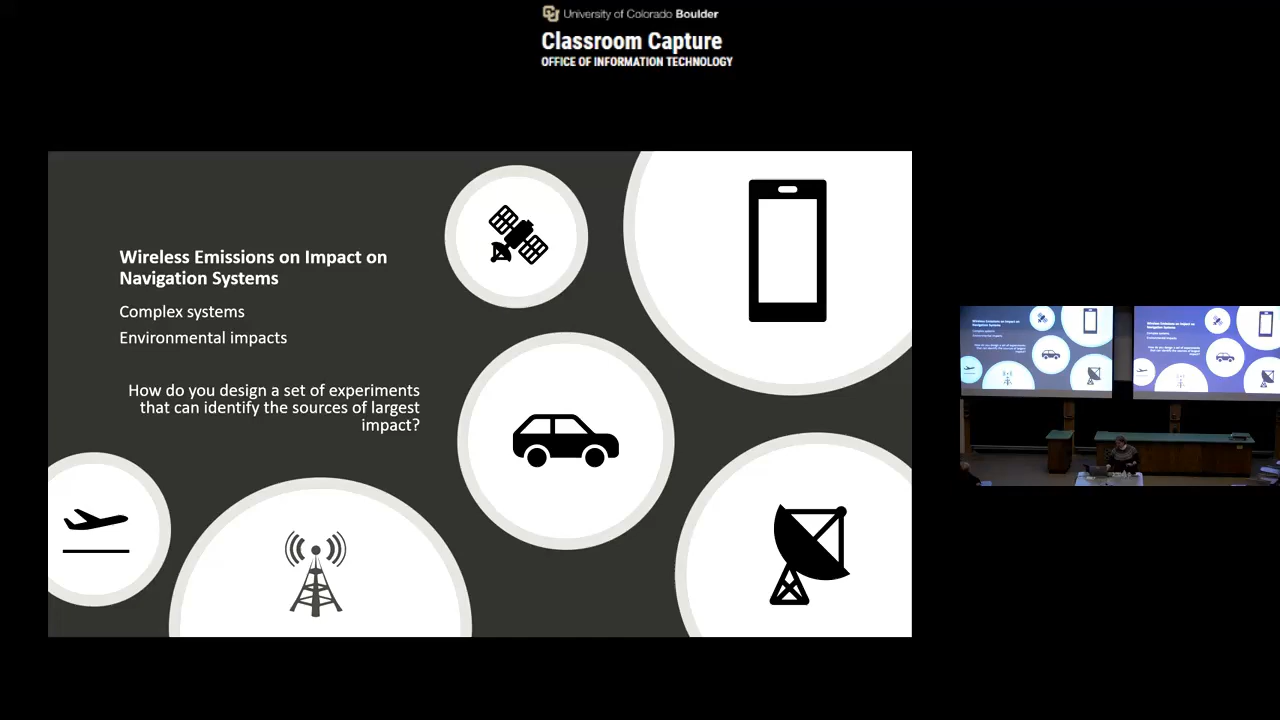 University of Colorado Boulder
Classroom Capture
OFFICE OF INFORMATION TECHNOLOGY
Wireless Emissions on Impact on
Navigation Systems
Complex systems
Environmental impacts
How do you design a set of experiments
that can identify the sources of largest
impact?